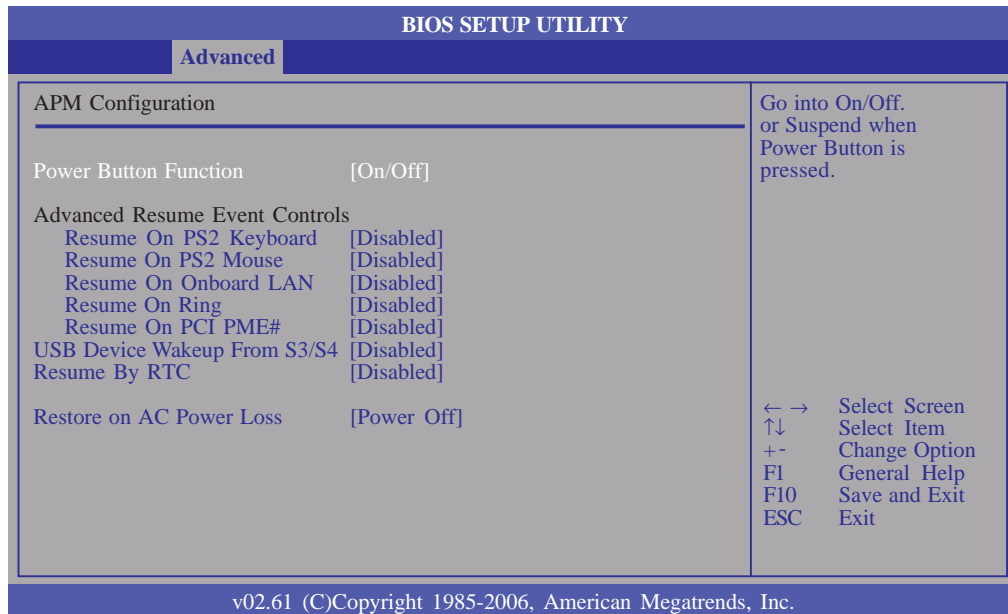 BIOS SETUP UTILITY
Advanced
APM Configuration
Power Button Function [On/Off]
Advanced Resume Event Controls
Resume On PS2 Keyboard [Disabled]
Resume On PS2 Mouse [Disabled]
Resume On Onboard LAN [Disabled]
Resume On Ring [Disabled]
Resume On PCI PME# [Disabled]
USB Device Wakeup From S3/S4 [Disabled]
Resume By RTC [Disabled]
Restore on AC Power Loss [Power Off]
Go into On/Off.
or Suspend when
Power Button is
pressed.
← → Select Screen
↑↓ Select Item
+- Change Option
F1 General Help
F10 Save and Exit
ESC Exit
v02.61 (C)Copyright 1985-2006, American Megatrends, Inc.